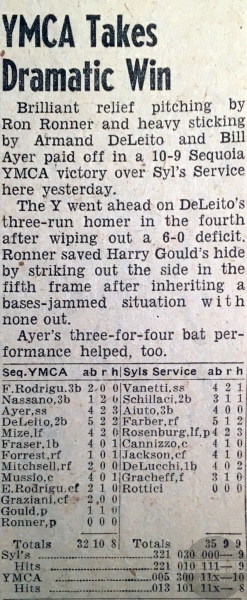 YMCA Takes
Dramatic Win
Brilliant relief pitching by
Ron Ronner and heavy sticking
by Armand DeLeito and Bill
Ayer paid off in a 10-9 Sequoia
YMCA victory over Syl's Service
here yesterday.
The Y went ahead on DeLeito's
three-run homer in the fourth
after wiping out a 6-0 deficit.
Ronner saved Harry Gould's hide
by striking out the side in the
fifth frame after inheriting a
bases-jammed situation with
none out.
Ayer's three-for-four bat per-
formance helped, too.
Seq. YMCA ab r h Syls Service ab r h
F.Rodrigu.3b 2 0 0 Vanetti,ss 4 2 1
Nassano,3b 1 2 0 Schillaci,2b 3 1 1
Ayer,ss 4 2 3 Aiuto,3b 4 0 0
DeLeito,2b 5 2 2 Farber,rf 5 1 2
Mize,lf 4 2 0 Rosenburg,lf,p 4 2 3
Fraser,1b 4 0 1 Cannizzo,c 4 1 1
Forrest,rf 1 0 1 Jackson,cf 4 1 0
Mitchsell,rf 2 0 0 DeLucchi,1b 4 0 2
Mussio,c 4 0 1 Gracheff,f 3 1 0
E.Rodrigu.cf 2 1 0 Rottici 0 0 0
Graziani,cf 2 0 0
Gould,p 1 1 0
Ronner,p 0 0 0
Totals 32 10 8 Totals 35 9 9
Syl's 321 030 000— 9
Hits 221 010 111— 9
YMCA 005 300 11x—10
Hits 013 101 11x— 8